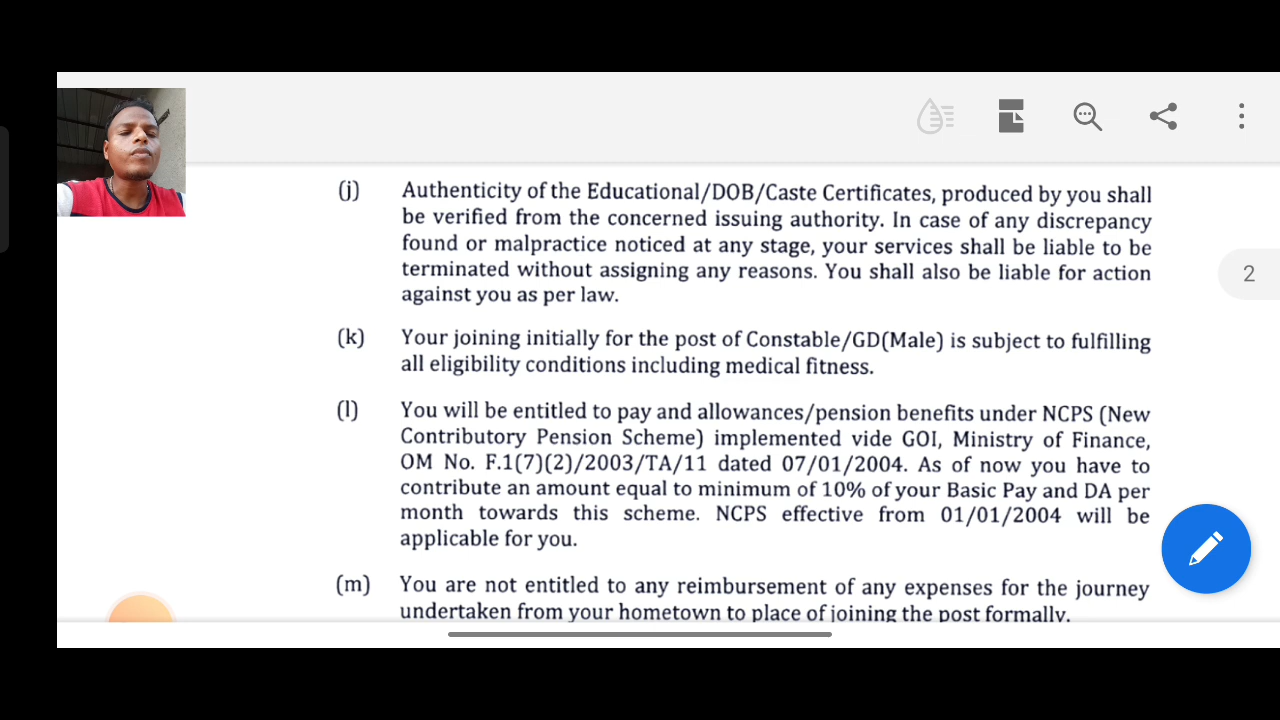 (j) Authenticity of the Educational/DOB/Caste Certificates, produced by you shall
be verified from the concerned issuing authority. In case of any discrepancy
found or malpractice noticed at any stage, your services shall be liable to be
terminated without assigning any reasons. You shall also be liable for action
against you as per law.
2
(k) Your joining initially for the post of Constable/GD(Male) is subject to fulfilling
all eligibility conditions including medical fitness.
(l) You will be entitled to pay and allowances/pension benefits under NCPS (New
Contributory Pension Scheme) implemented vide GOI, Ministry of Finance,
OM No. F.1(7)(2)/2003/TA/11 dated 07/01/2004. As of now you have to
contribute an amount equal to minimum of 10% of your Basic Pay and DA per
month towards this scheme. NCPS effective from 01/01/2004 will be
applicable for you.
(m) You are not entitled to any reimbursement of any expenses for the journey
undertaken from your hometown to place of joining the post formally.